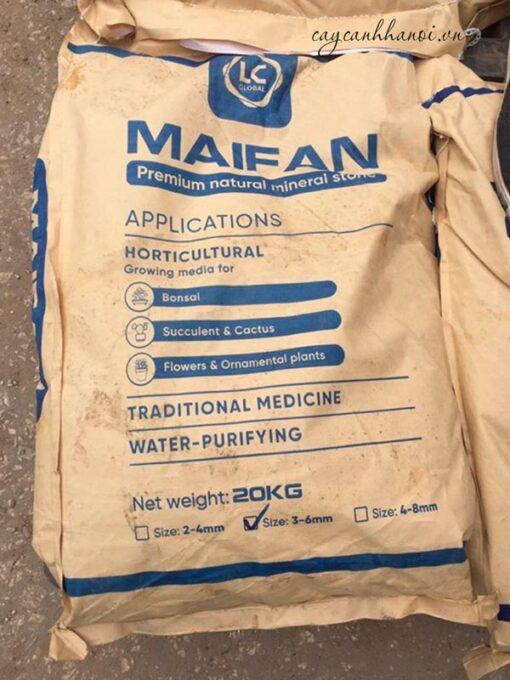 caycanhhanoi.vn
LC
GLOBAL
MAIFAN
Premium natural mineral stone
APPLICATIONS
HORTICULTURAL
Growing media for
Bonsai
Succulent & Cactus
Flowers & Ornamental plants
TRADITIONAL MEDICINE
WATER-PURIFYING
Net weight: 20KG
Size: 2-4mm Size: 3-6mm Size: 4-8mm